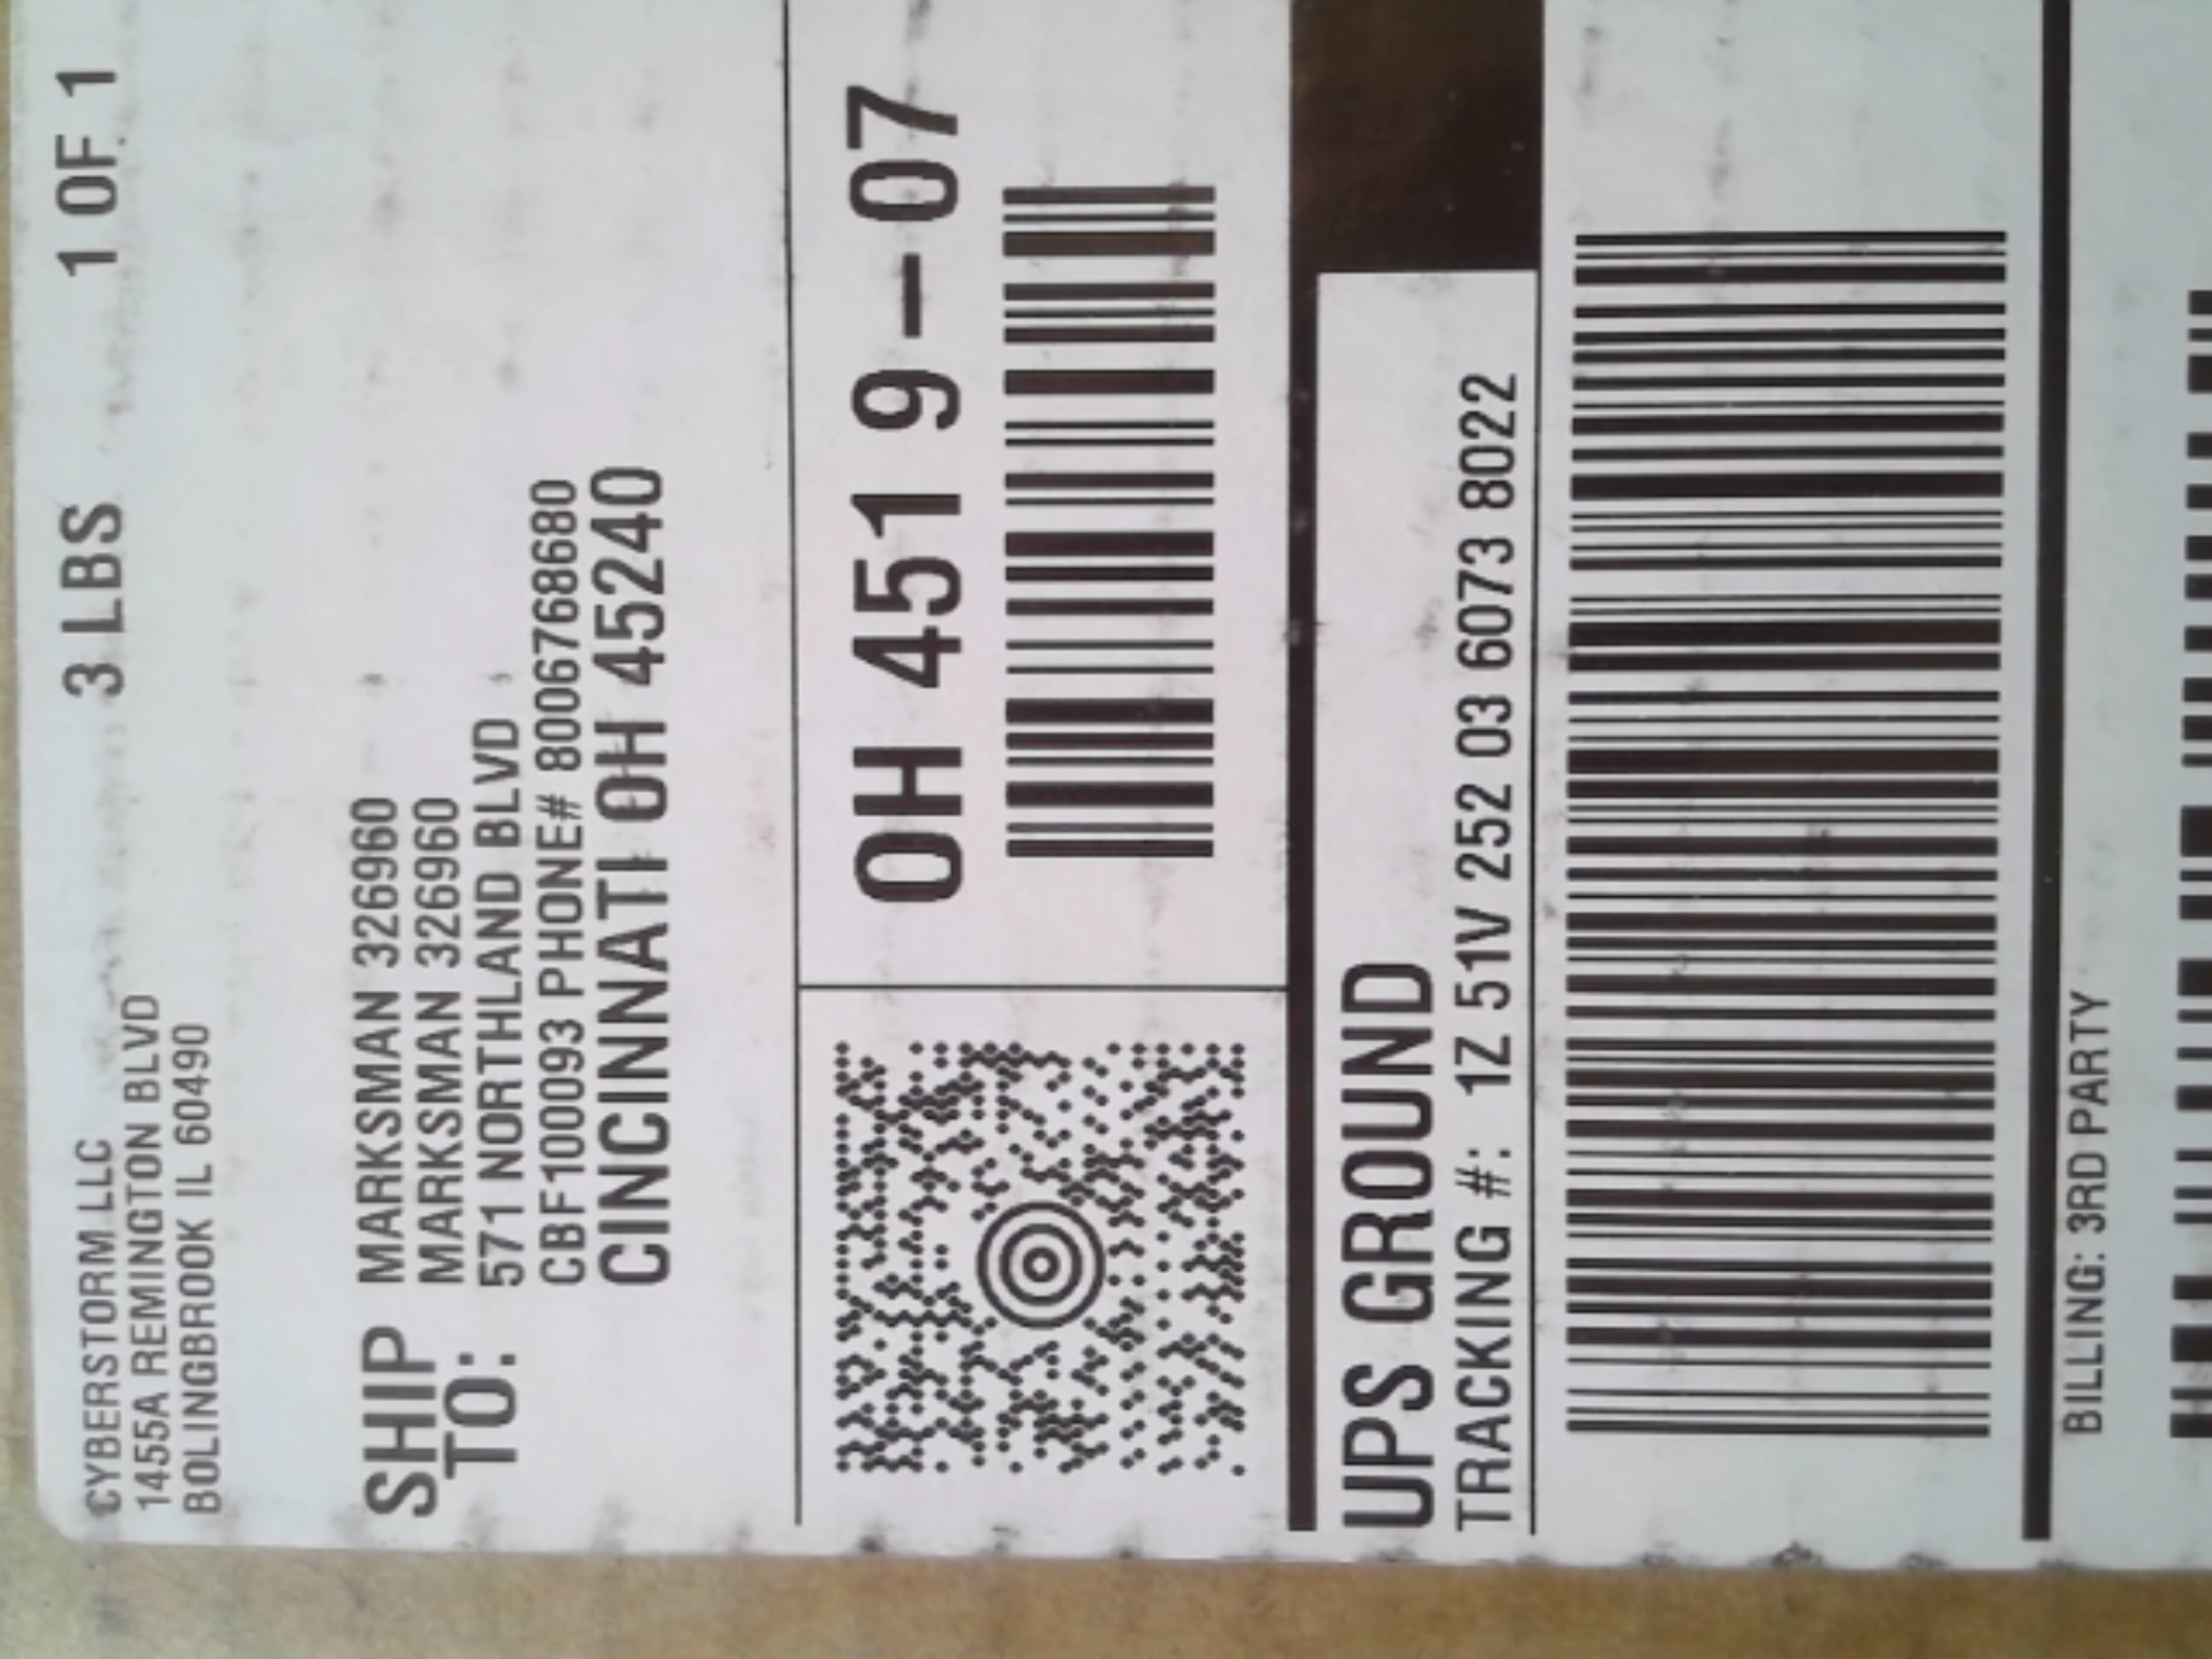 CYBERSTORM LLC
3 LBS
1 OF 1
1455A REMINGTON BLVD
BOLINGBROOK IL 60490
SHIP
TO:
MARKSMAN 326960
MARKSMAN 326960
571 NORTHLAND BLVD
CBF100093 PHONE# 8006768680
CINCINNATI OH 45240
OH 451 9-07
UPS GROUND
TRACKING #: 1Z 51V 252 03 6073 8022
BILLING: 3RD PARTY